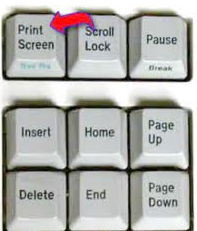 Print
Screen
Scroll
Lock
Pause
Break
Insert
Home
Page
Up
Delete
End
Page
Down